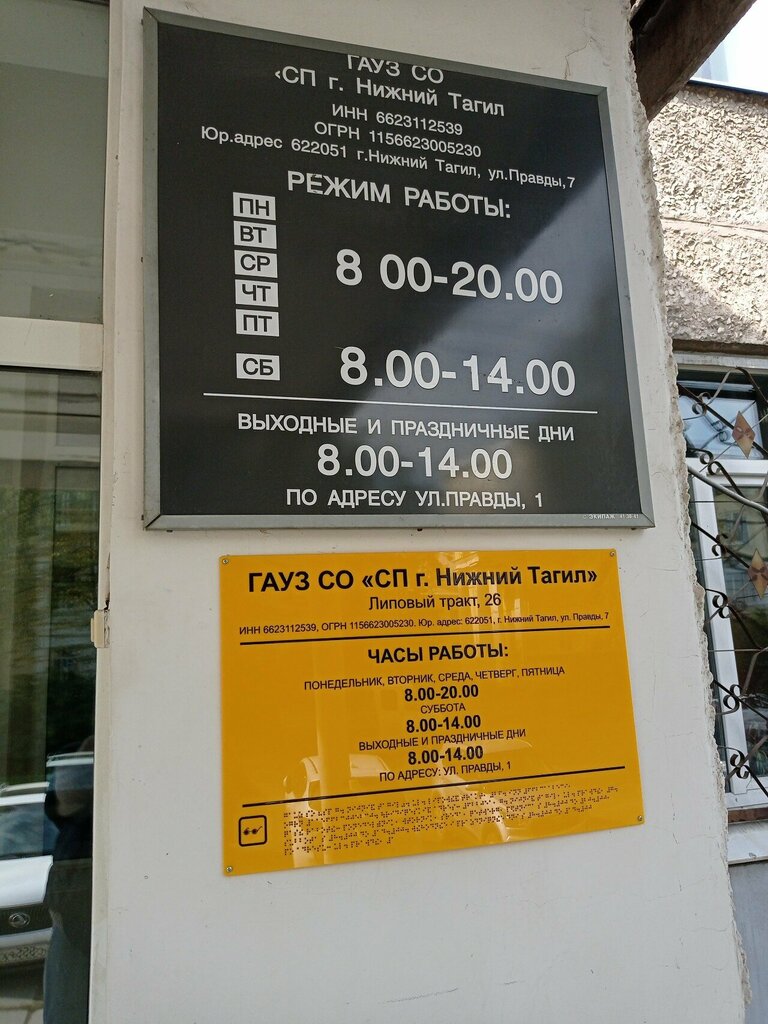 ГАУЗ СО
«СП г. Нижний Тагил
ИНН 6623112539
ОГРН 1156623005230
Юр.адрес 622051 г.Нижний Тагил, ул.Правды,7
РЕЖИМ РАБОТЫ:
ПН
ВТ
СР
ЧТ
ПТ
8 00-20.00
СБ
8.00-14.00
ВЫХОДНЫЕ И ПРАЗДНИЧНЫЕ ДНИ
8.00-14.00
ПО АДРЕСУ УЛ.ПРАВДЫ, 1
ГАУЗ СО «СП г. Нижний Тагил»
Липовый тракт, 26
ИНН 6623112539, ОГРН 1156623005230. Юр. адрес: 622051, г. Нижний Тагил, ул. Правды, 7
ЧАСЫ РАБОТЫ:
ПОНЕДЕЛЬНИК, ВТОРНИК, СРЕДА, ЧЕТВЕРГ, ПЯТНИЦА
8.00-20.00
СУББОТА
8.00-14.00
ВЫХОДНЫЕ И ПРАЗДНИЧНЫЕ ДНИ
8.00-14.00
ПО АДРЕСУ: УЛ. ПРАВДЫ, 1